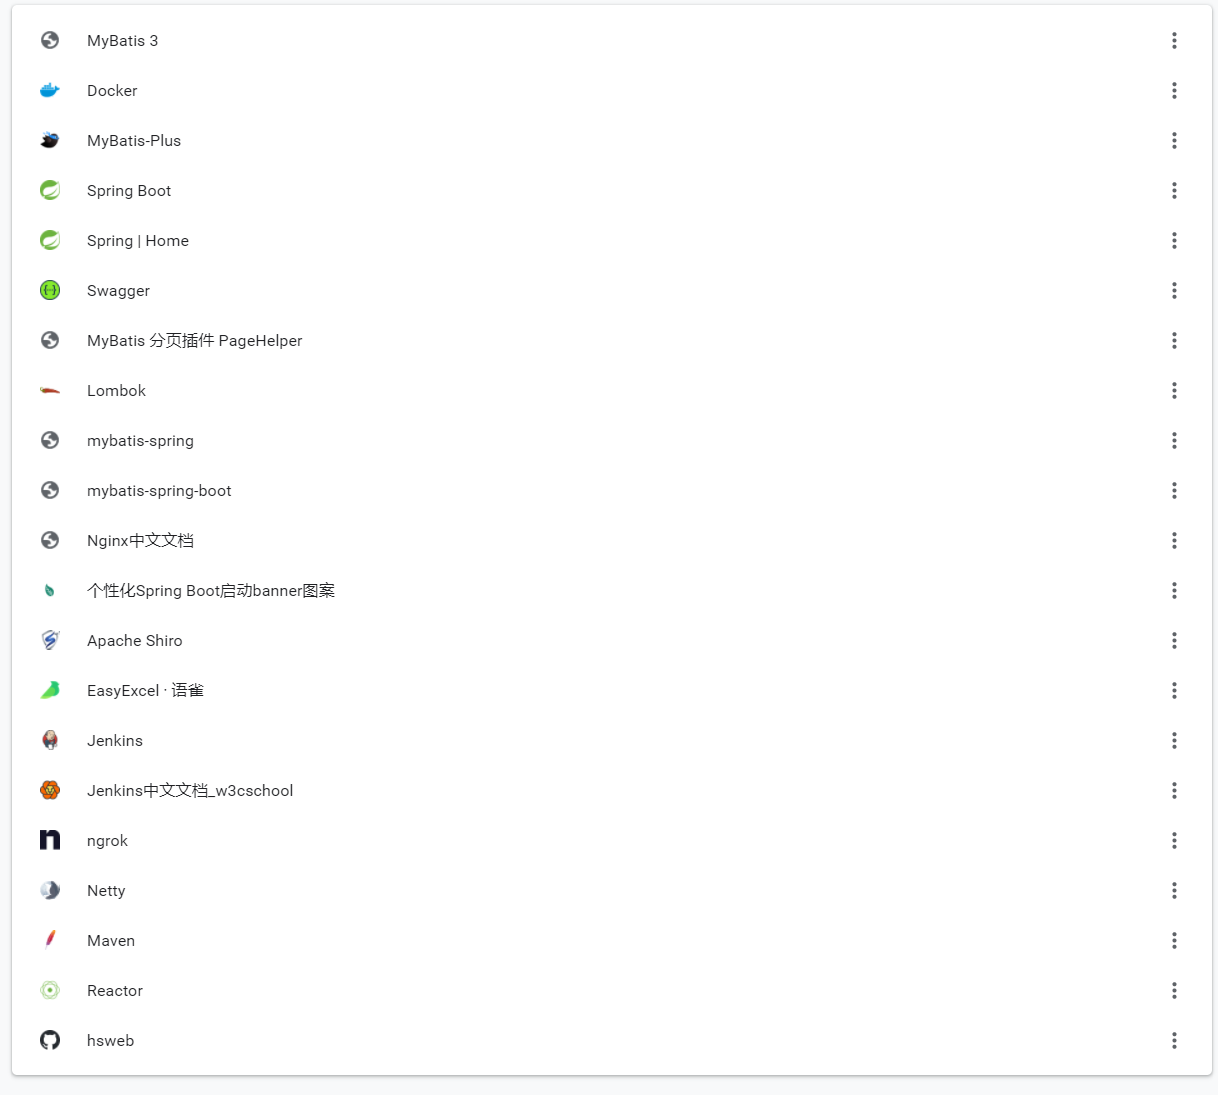 MyBatis 3
Docker
MyBatis-Plus
Spring Boot
Spring | Home
Swagger
MyBatis 分页插件 PageHelper
Lombok
mybatis-spring
mybatis-spring-boot
Nginx中文文档
个性化Spring Boot启动banner图案
Apache Shiro
EasyExcel · 语雀
Jenkins
Jenkins中文文档_w3cschool
ngrok
Netty
Maven
Reactor
hsweb